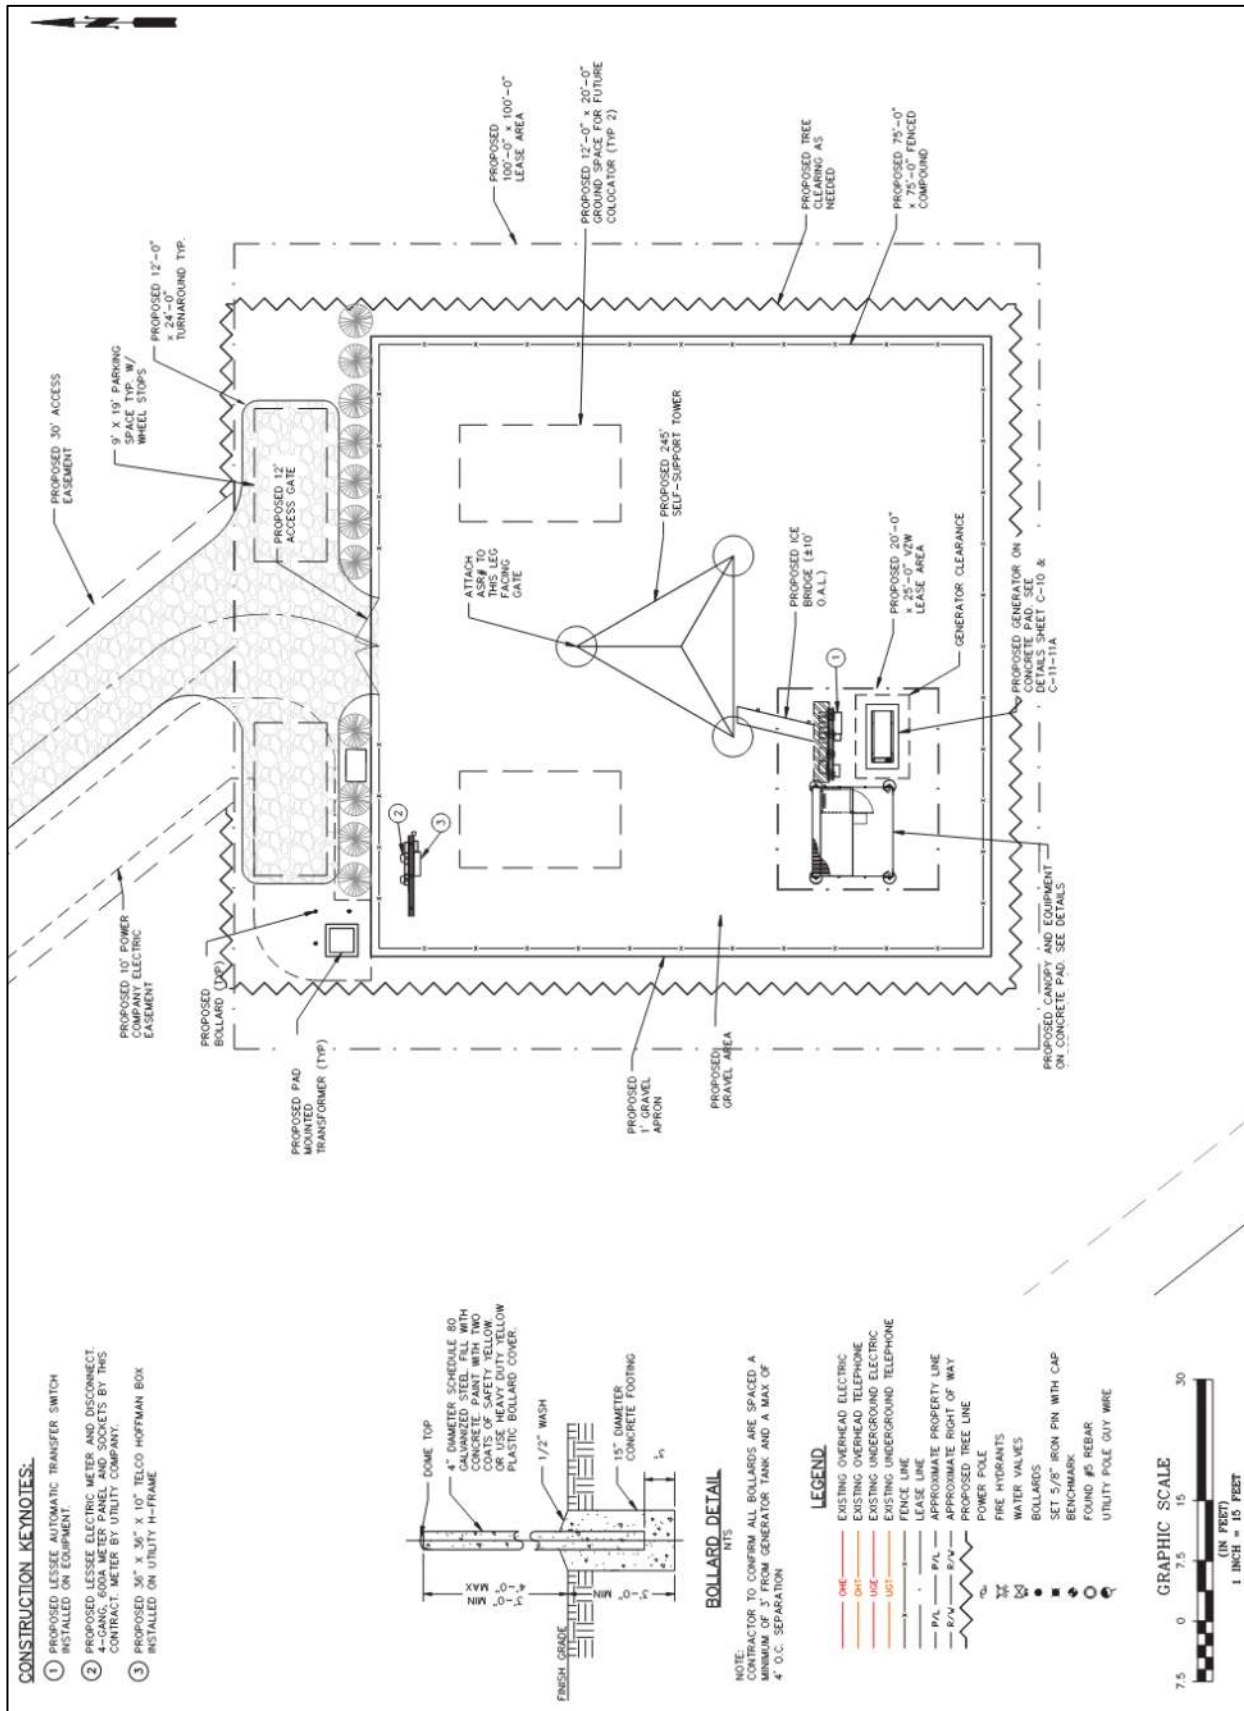 N
PROPOSED 30' ACCESS
EASEMENT
9' X 19' PARKING
SPACE TYP. W/
WHEEL STOPS
PROPOSED 12'-0"
x 24'-0"
TURNAROUND TYP.
PROPOSED
100'-0" x 100'-0"
LEASE AREA
PROPOSED 12'-0" x 20'-0"
GROUND SPACE FOR FUTURE
COLOCATOR (TYP 2)
PROPOSED TREE
CLEARING AS
NEEDED
PROPOSED 75'-0"
x 75'-0" FENCED
COMPOUND
PROPOSED 12'
ACCESS GATE
ATTACH
ASR# TO
THIS LEG
FACING
GATE
PROPOSED 245'
SELF-SUPPORT TOWER
PROPOSED ICE
BRIDGE (±10'
O.A.L.)
1
PROPOSED 20'-0"
x 25'-0" VZW
LEASE AREA
GENERATOR CLEARANCE
PROPOSED GENERATOR ON
CONCRETE PAD. SEE
DETAILS SHEET C-10 &
C-11-11A
2
3
PROPOSED 10' POWER
COMPANY ELECTRIC
EASEMENT
PROPOSED
BOLLARD (TYP)
PROPOSED PAD
MOUNTED
TRANSFORMER (TYP)
PROPOSED
1' GRAVEL
APRON
PROPOSED
GRAVEL AREA
PROPOSED CANOPY AND EQUIPMENT
ON CONCRETE PAD. SEE DETAILS
CONSTRUCTION KEYNOTES:
1 PROPOSED LESSEE AUTOMATIC TRANSFER SWITCH
INSTALLED ON EQUIPMENT.
2 PROPOSED LESSEE ELECTRIC METER AND DISCONNECT.
4-GANG, 600A METER PANEL AND SOCKETS BY THIS
CONTRACT. METER BY UTILITY COMPANY.
3 PROPOSED 36" X 36" X 10" TELCO HOFFMAN BOX
INSTALLED ON UTILITY H-FRAME
DOME TOP
4" DIAMETER SCHEDULE 80
GALVANIZED STEEL. FILL WITH
CONCRETE. PAINT WITH TWO
COATS OF SAFETY YELLOW.
OR USE HEAVY DUTY YELLOW
PLASTIC BOLLARD COVER.
1/2" WASH
15" DIAMETER
CONCRETE FOOTING
FINISH GRADE
3'-0" MIN
4'-0" MAX
3'-0" MIN
BOLLARD DETAIL
NTS
NOTE:
CONTRACTOR TO CONFIRM ALL BOLLARDS ARE SPACED A
MINIMUM OF 3' FROM GENERATOR TANK AND A MAX OF
4' O.C. SEPARATION
LEGEND
OHE EXISTING OVERHEAD ELECTRIC
OHT EXISTING OVERHEAD TELEPHONE
UGE EXISTING UNDERGROUND ELECTRIC
UGT EXISTING UNDERGROUND TELEPHONE
X FENCE LINE
LEASE LINE
P/L P/L APPROXIMATE PROPERTY LINE
R/W R/W APPROXIMATE RIGHT OF WAY
PROPOSED TREE LINE
POWER POLE
FIRE HYDRANTS
WATER VALVES
BOLLARDS
SET 5/8" IRON PIN WITH CAP
BENCHMARK
FOUND #5 REBAR
UTILITY POLE GUY WIRE
GRAPHIC SCALE
7.5 0 7.5 15 30
(IN FEET)
1 INCH = 15 FEET